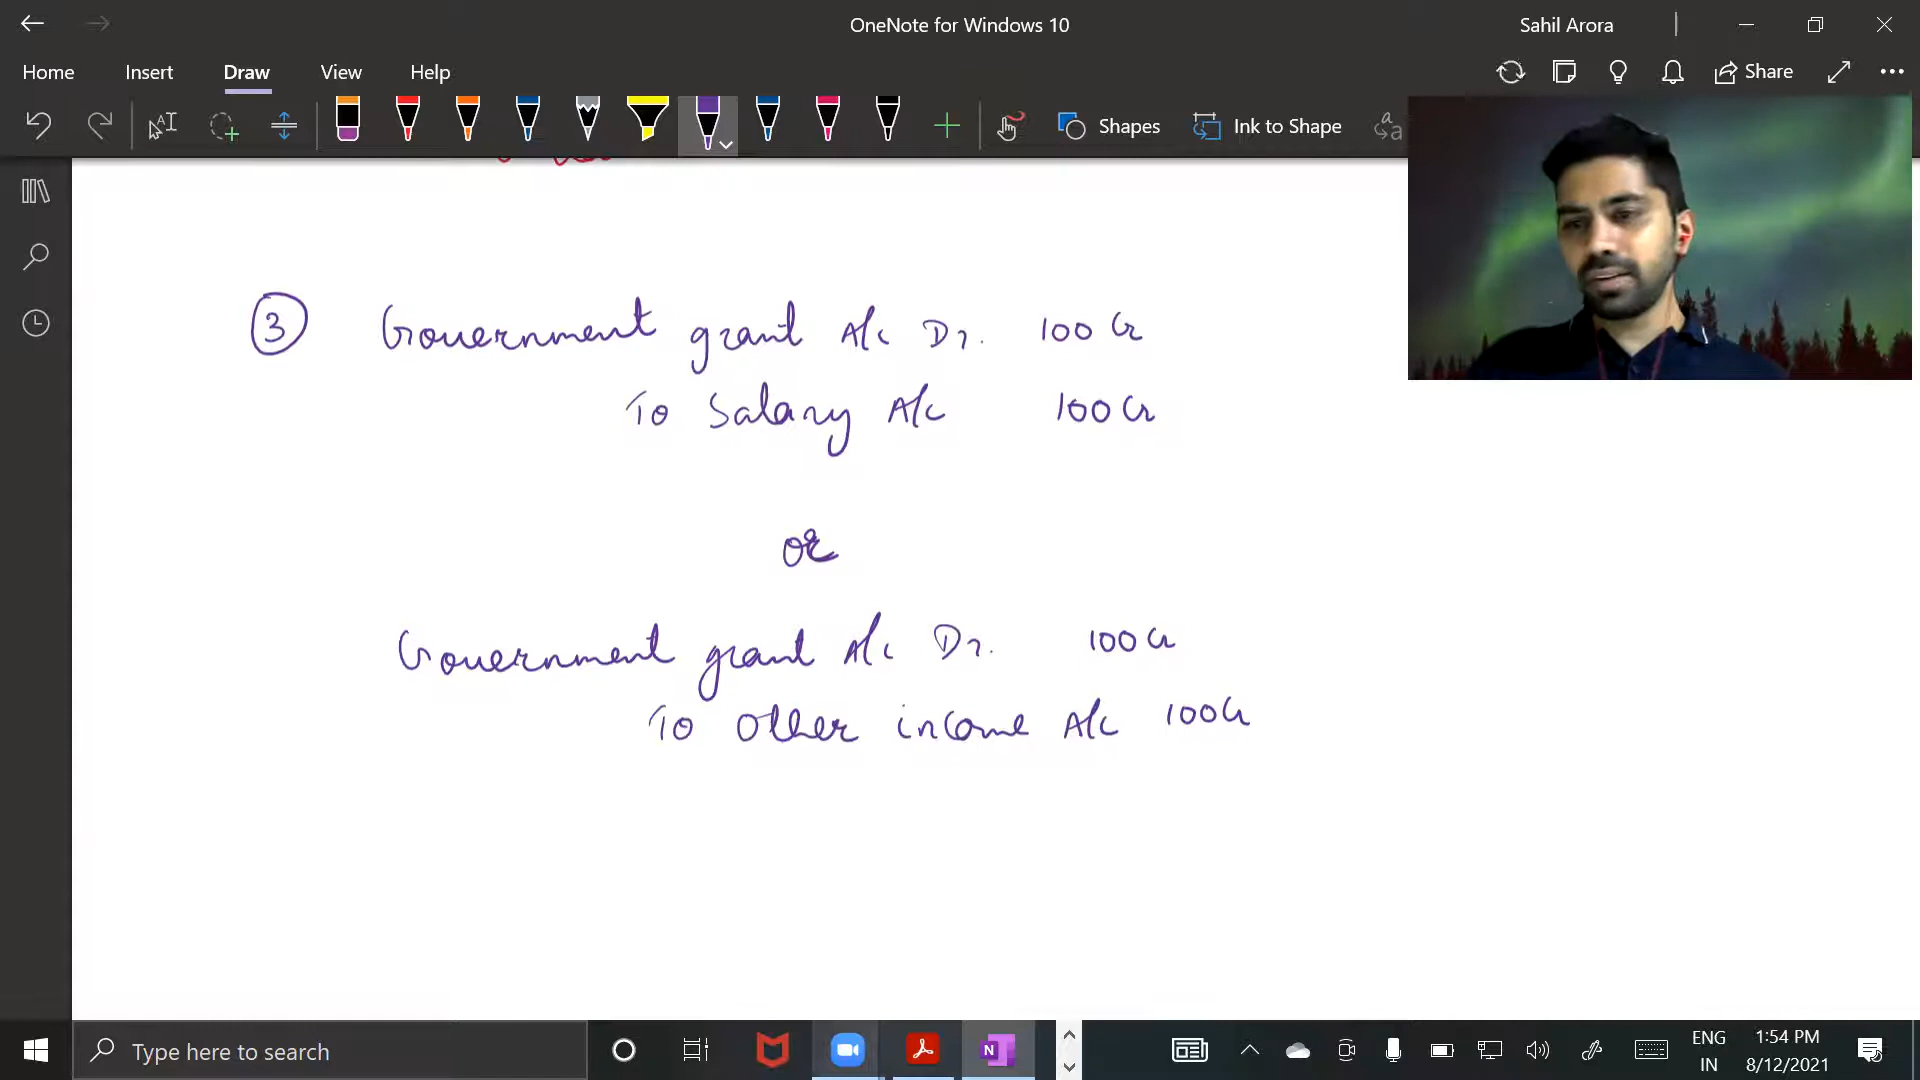 OneNote for Windows 10
Sahil Arora
Home Insert Draw View Help
Share
Shapes
Ink to Shape
3 Government grant A/c Dr. 100 Cr
To Salary A/c 100 Cr
or
Government grant A/c Dr. 100 Cr
To Other income A/c 100 Cr
Type here to search
ENG
IN
1:54 PM
8/12/2021